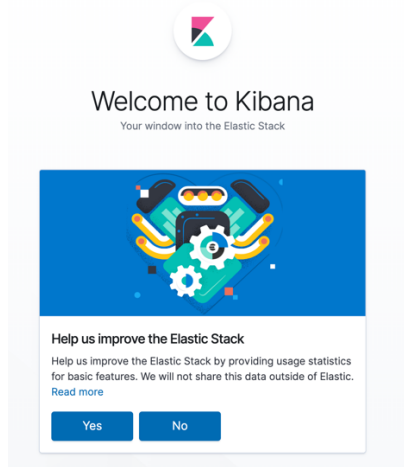 Welcome to Kibana
Your window into the Elastic Stack
Help us improve the Elastic Stack
Help us improve the Elastic Stack by providing usage statistics
for basic features. We will not share this data outside of Elastic.
Read more
Yes
No